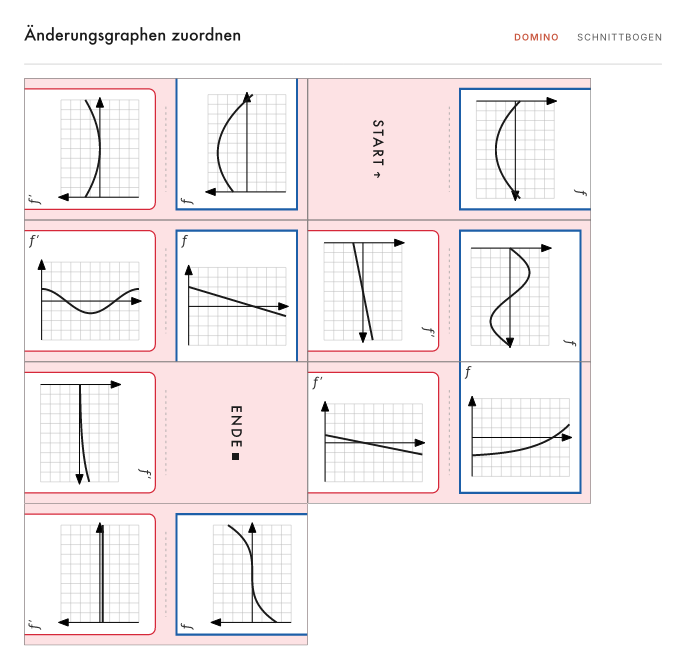 Änderungsgraphen zuordnen
DOMINO SCHNITTBOGEN
f'
f
START →
f
f'
f
f'
f
f'
ENDE ■
f'
f
f'
f